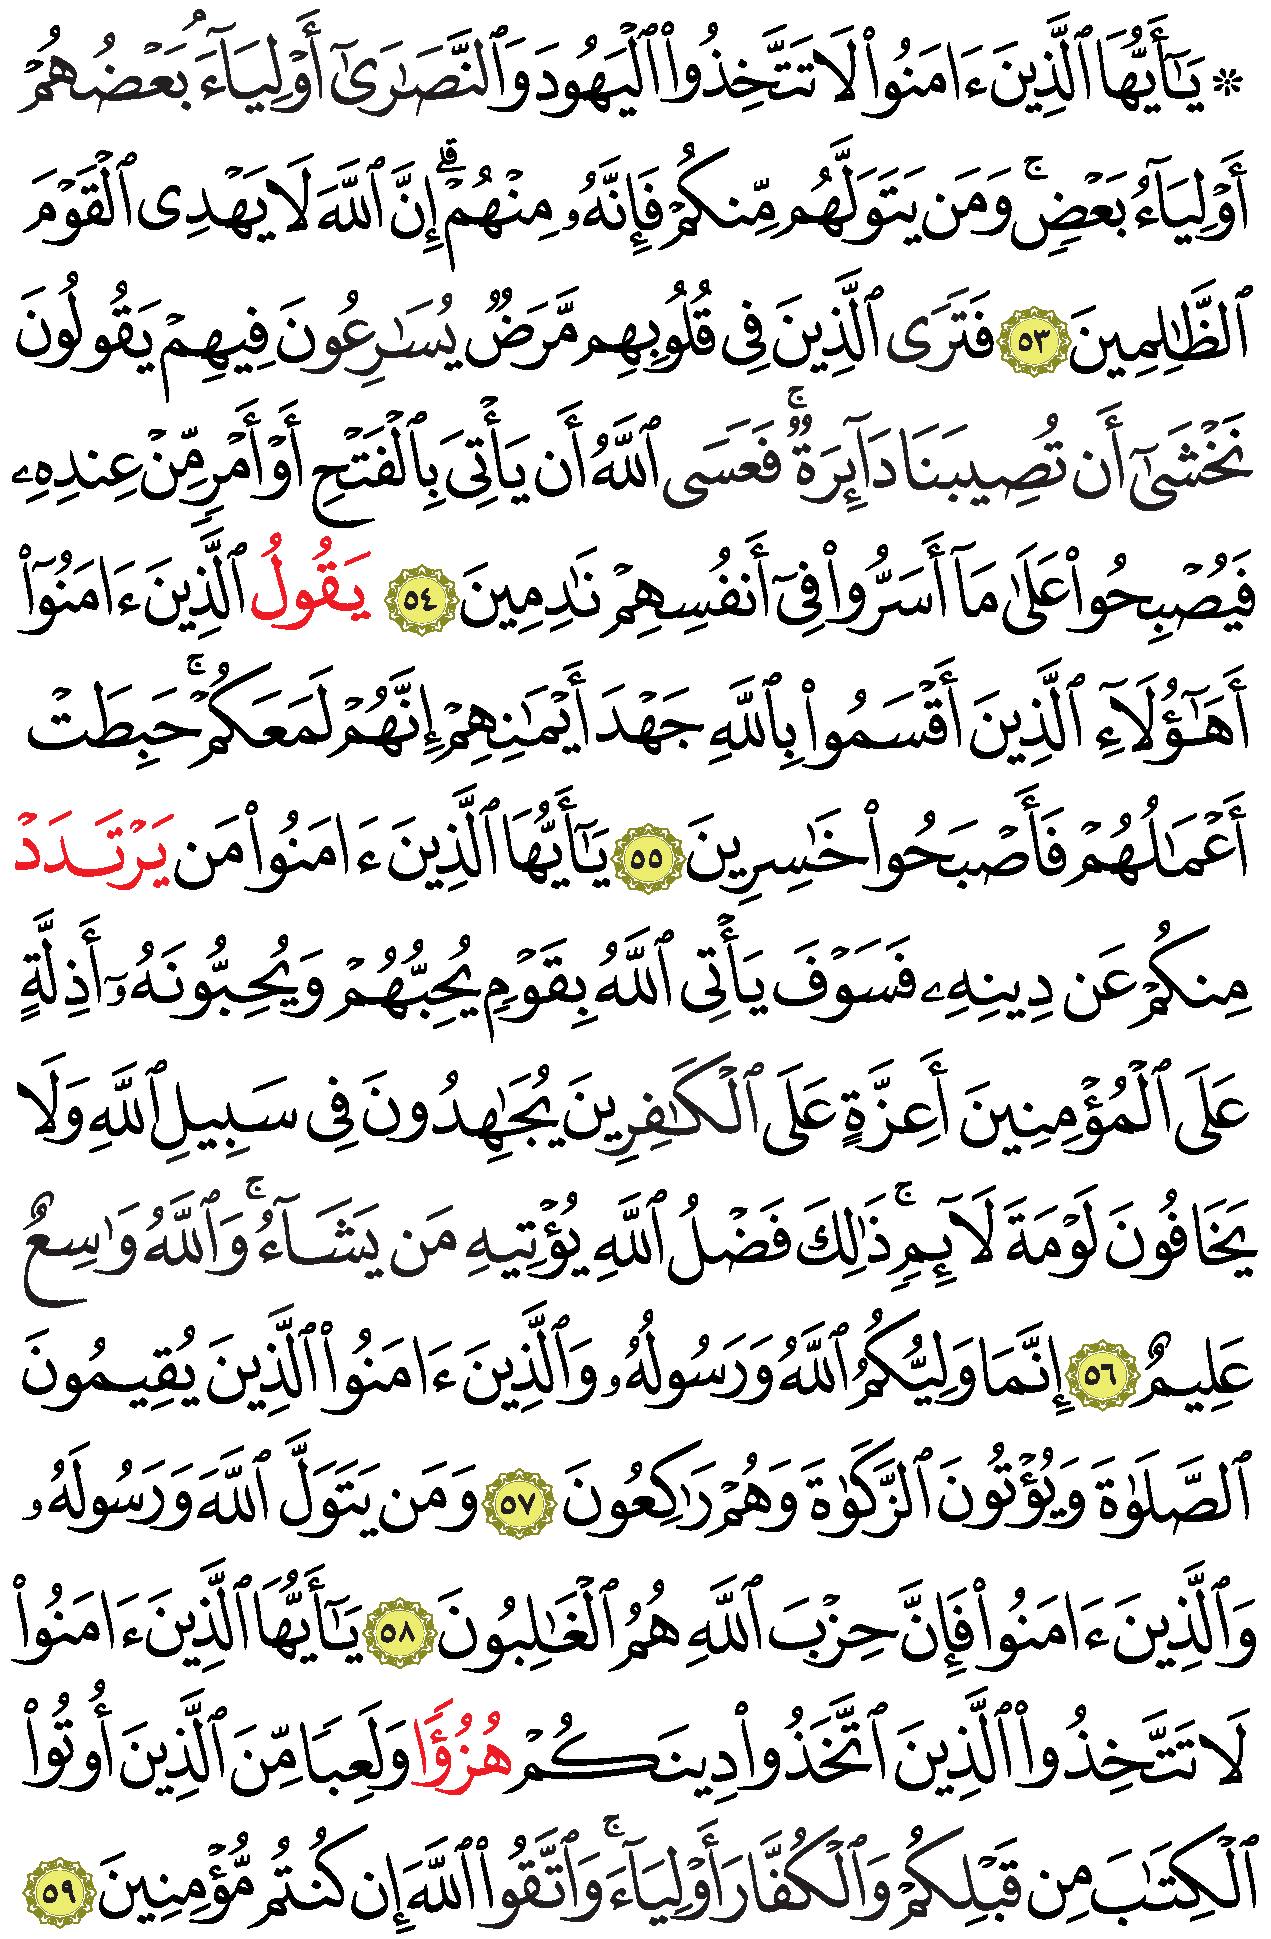 ۞ يَـٰٓأَيُّهَا ٱلَّذِينَ ءَامَنُوا۟ لَا تَتَّخِذُوا۟ ٱلْيَهُودَ وَٱلنَّصَـٰرَىٰٓ أَوْلِيَآءَۘ بَعْضُهُمْ
أَوْلِيَآءُ بَعْضٍۚ وَمَن يَتَوَلَّهُم مِّنكُمْ فَإِنَّهُۥ مِنْهُمْۗ إِنَّ ٱللَّهَ لَا يَهْدِى ٱلْقَوْمَ
ٱلظَّـٰلِمِينَ ٥٣ فَتَرَى ٱلَّذِينَ فِى قُلُوبِهِم مَّرَضٌ يُسَـٰرِعُونَ فِيهِمْ يَقُولُونَ
نَخْشَىٰٓ أَن تُصِيبَنَا دَآئِرَةٌۚ فَعَسَى ٱللَّهُ أَن يَأْتِىَ بِٱلْفَتْحِ أَوْ أَمْرٍ مِّنْ عِندِهِۦ
فَيُصْبِحُوا۟ عَلَىٰ مَآ أَسَرُّوا۟ فِىٓ أَنفُسِهِمْ نَـٰدِمِينَ ٥٤ يَقُولُ ٱلَّذِينَ ءَامَنُوٓا۟
أَهَـٰٓؤُلَآءِ ٱلَّذِينَ أَقْسَمُوا۟ بِٱللَّهِ جَهْدَ أَيْمَـٰنِهِمْ إِنَّهُمْ لَمَعَكُمْۚ حَبِطَتْ
أَعْمَـٰلُهُمْ فَأَصْبَحُوا۟ خَـٰسِرِينَ ٥٥ يَـٰٓأَيُّهَا ٱلَّذِينَ ءَامَنُوا۟ مَن يَرْتَدِدْ
مِنكُمْ عَن دِينِهِۦ فَسَوْفَ يَأْتِى ٱللَّهُ بِقَوْمٍ يُحِبُّهُمْ وَيُحِبُّونَهُۥٓ أَذِلَّةٍ
عَلَى ٱلْمُؤْمِنِينَ أَعِزَّةٍ عَلَى ٱلْكَـٰفِرِينَ يُجَـٰهِدُونَ فِى سَبِيلِ ٱللَّهِ وَلَا
يَخَافُونَ لَوْمَةَ لَآئِمٍۚ ذَٰلِكَ فَضْلُ ٱللَّهِ يُؤْتِيهِ مَن يَشَآءُۚ وَٱللَّهُ وَٰسِعٌ
عَلِيمٌ ٥٦ إِنَّمَا وَلِيُّكُمُ ٱللَّهُ وَرَسُولُهُۥ وَٱلَّذِينَ ءَامَنُوا۟ ٱلَّذِينَ يُقِيمُونَ
ٱلصَّلَوٰةَ وَيُؤْتُونَ ٱلزَّكَوٰةَ وَهُمْ رَٰكِعُونَ ٥٧ وَمَن يَتَوَلَّ ٱللَّهَ وَرَسُولَهُۥ
وَٱلَّذِينَ ءَامَنُوا۟ فَإِنَّ حِزْبَ ٱللَّهِ هُمُ ٱلْغَـٰلِبُونَ ٥٨ يَـٰٓأَيُّهَا ٱلَّذِينَ ءَامَنُوا۟
لَا تَتَّخِذُوا۟ ٱلَّذِينَ ٱتَّخَذُوا۟ دِينَكُمْ هُزُؤًا وَلَعِبًا مِّنَ ٱلَّذِينَ أُوتُوا۟
ٱلْكِتَـٰبَ مِن قَبْلِكُمْ وَٱلْكُفَّارَ أَوْلِيَآءَۚ وَٱتَّقُوا۟ ٱللَّهَ إِن كُنتُم مُّؤْمِنِينَ ٥٩